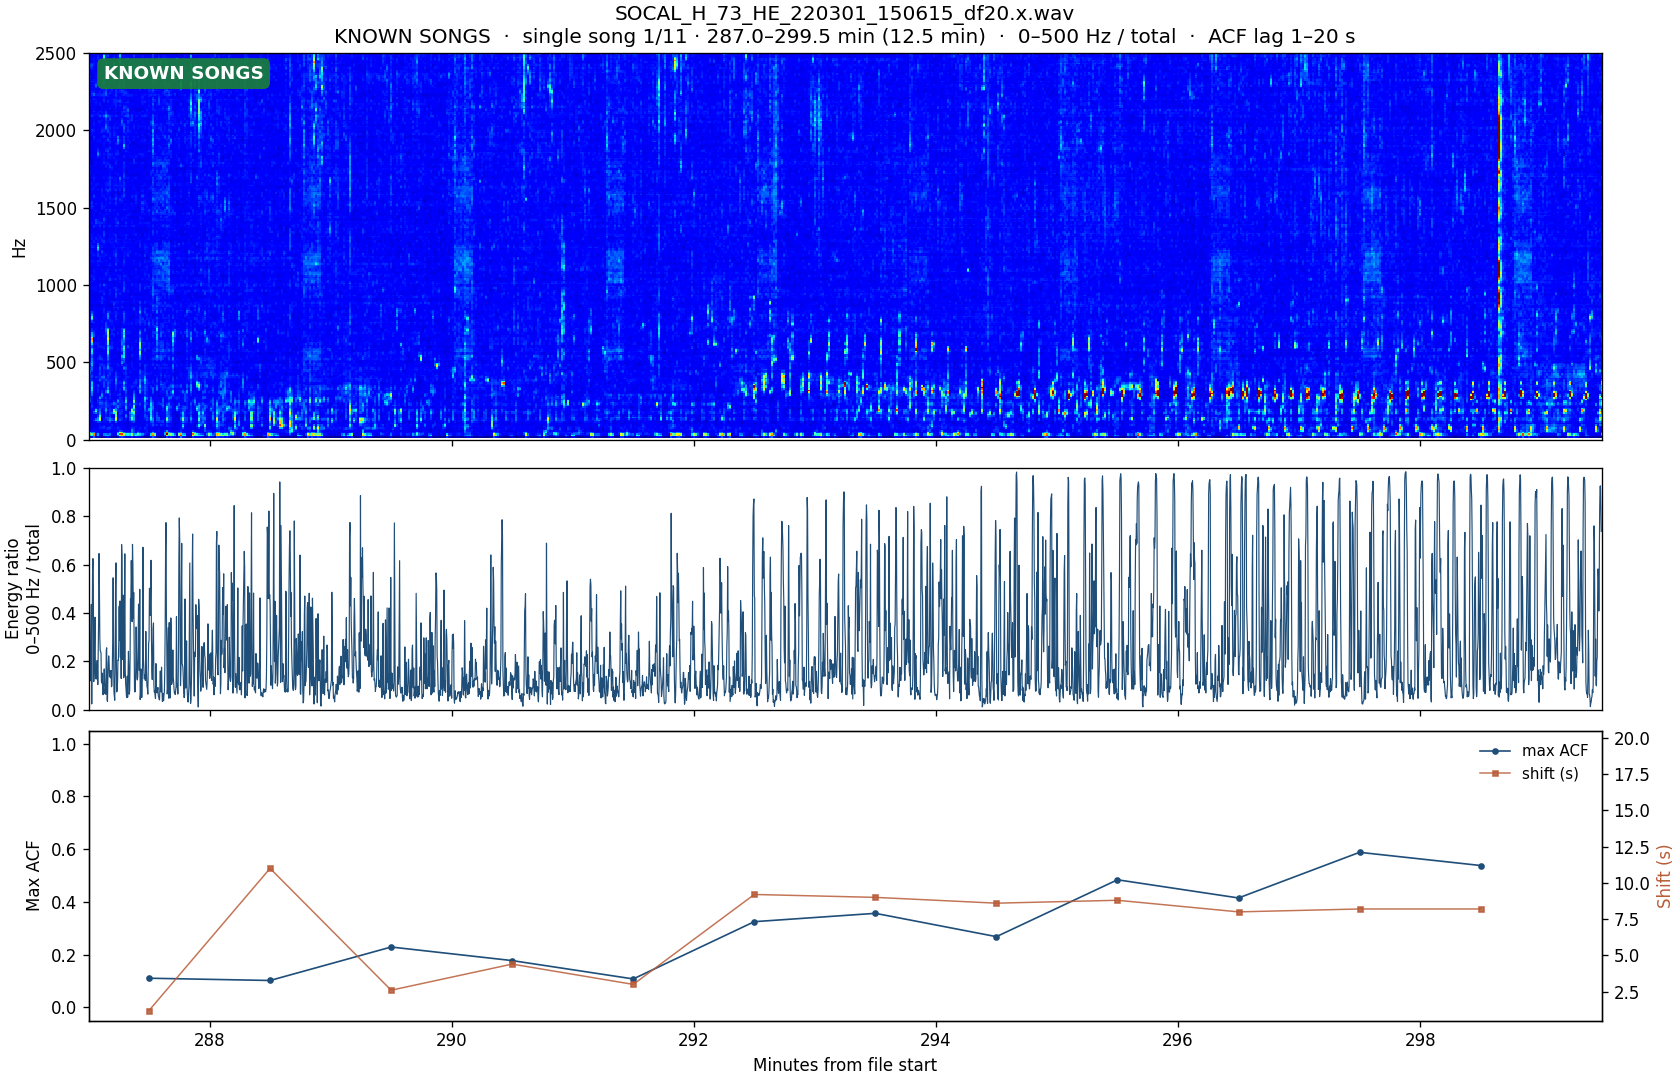 SOCAL_H_73_HE_220301_150615_df20.x.wav
KNOWN SONGS · single song 1/11 · 287.0–299.5 min (12.5 min) · 0–500 Hz / total · ACF lag 1–20 s
KNOWN SONGS
2500
2000
1500
1000
500
0
Hz
1.0
0.8
0.6
0.4
0.2
0.0
Energy ratio
0–500 Hz / total
1.0
0.8
0.6
0.4
0.2
0.0
Max ACF
max ACF
shift (s)
20.0
17.5
15.0
12.5
10.0
7.5
5.0
2.5
Shift (s)
288 290 292 294 296 298
Minutes from file start